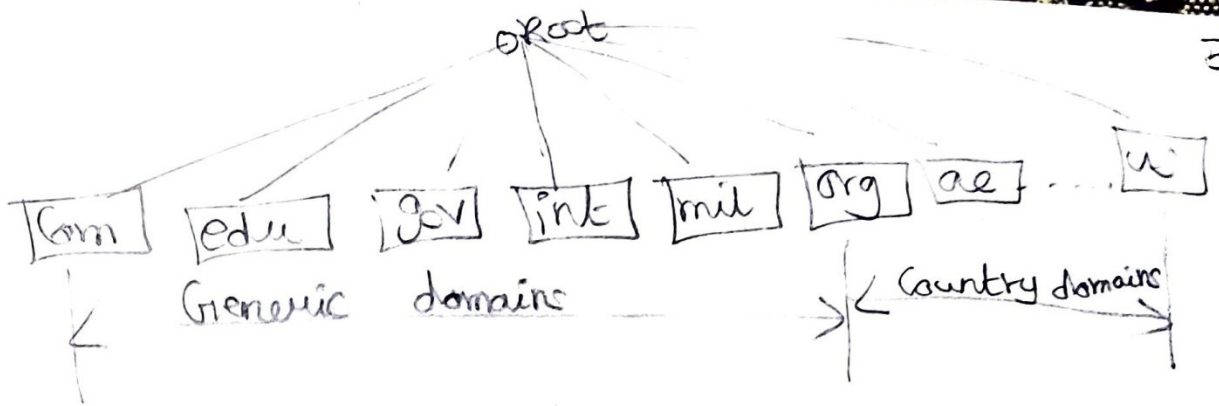 Root
Com edu gov int mil org ae .....
Generic domains
Country domains